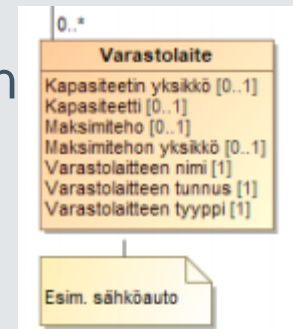 0..*
n
Varastolaite
Kapasiteetin yksikkö [0..1]
Kapasiteetti [0..1]
Maksimiteho [0..1]
Maksimitehon yksikkö [0..1]
Varastolaitteen nimi [1]
Varastolaitteen tunnus [1]
Varastolaitteen tyyppi [1]
Esim. sähköauto